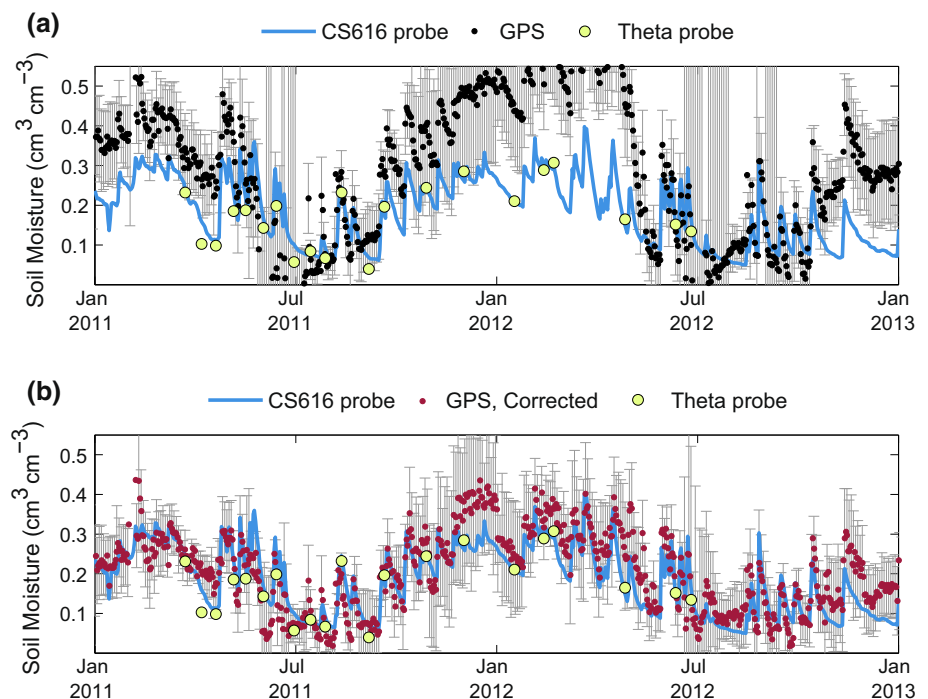 (a)
CS616 probe GPS Theta probe
Soil Moisture (cm³ cm⁻³)
0.5
0.4
0.3
0.2
0.1
Jan Jul Jan Jul Jan
2011 2011 2012 2012 2013
(b)
CS616 probe GPS, Corrected Theta probe
Soil Moisture (cm³ cm⁻³)
0.5
0.4
0.3
0.2
0.1
Jan Jul Jan Jul Jan
2011 2011 2012 2012 2013